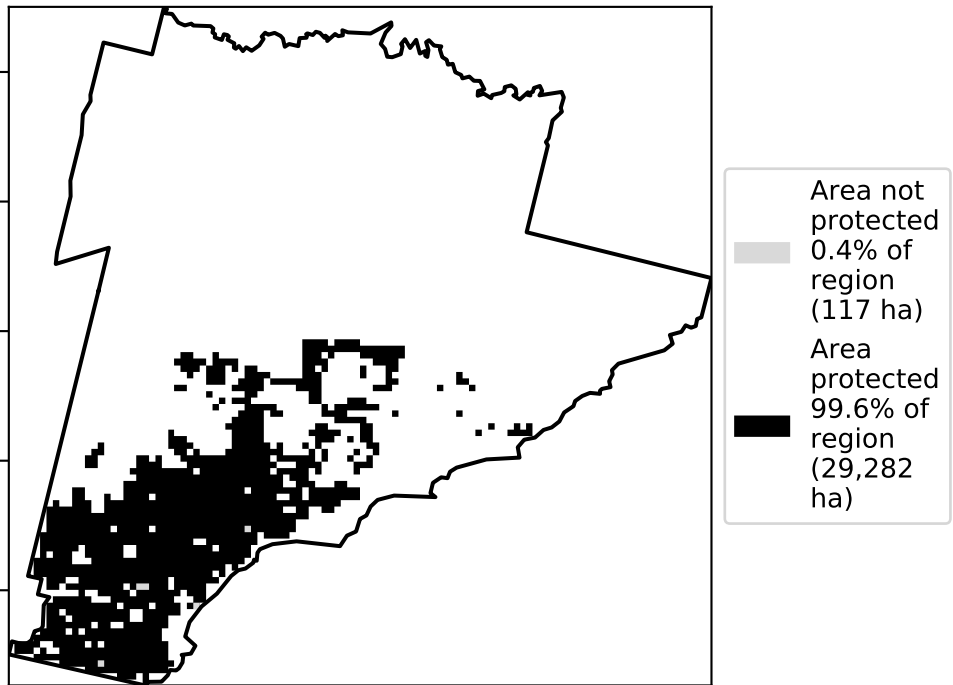 Area not
protected
0.4% of
region
(117 ha)
Area
protected
99.6% of
region
(29,282
ha)